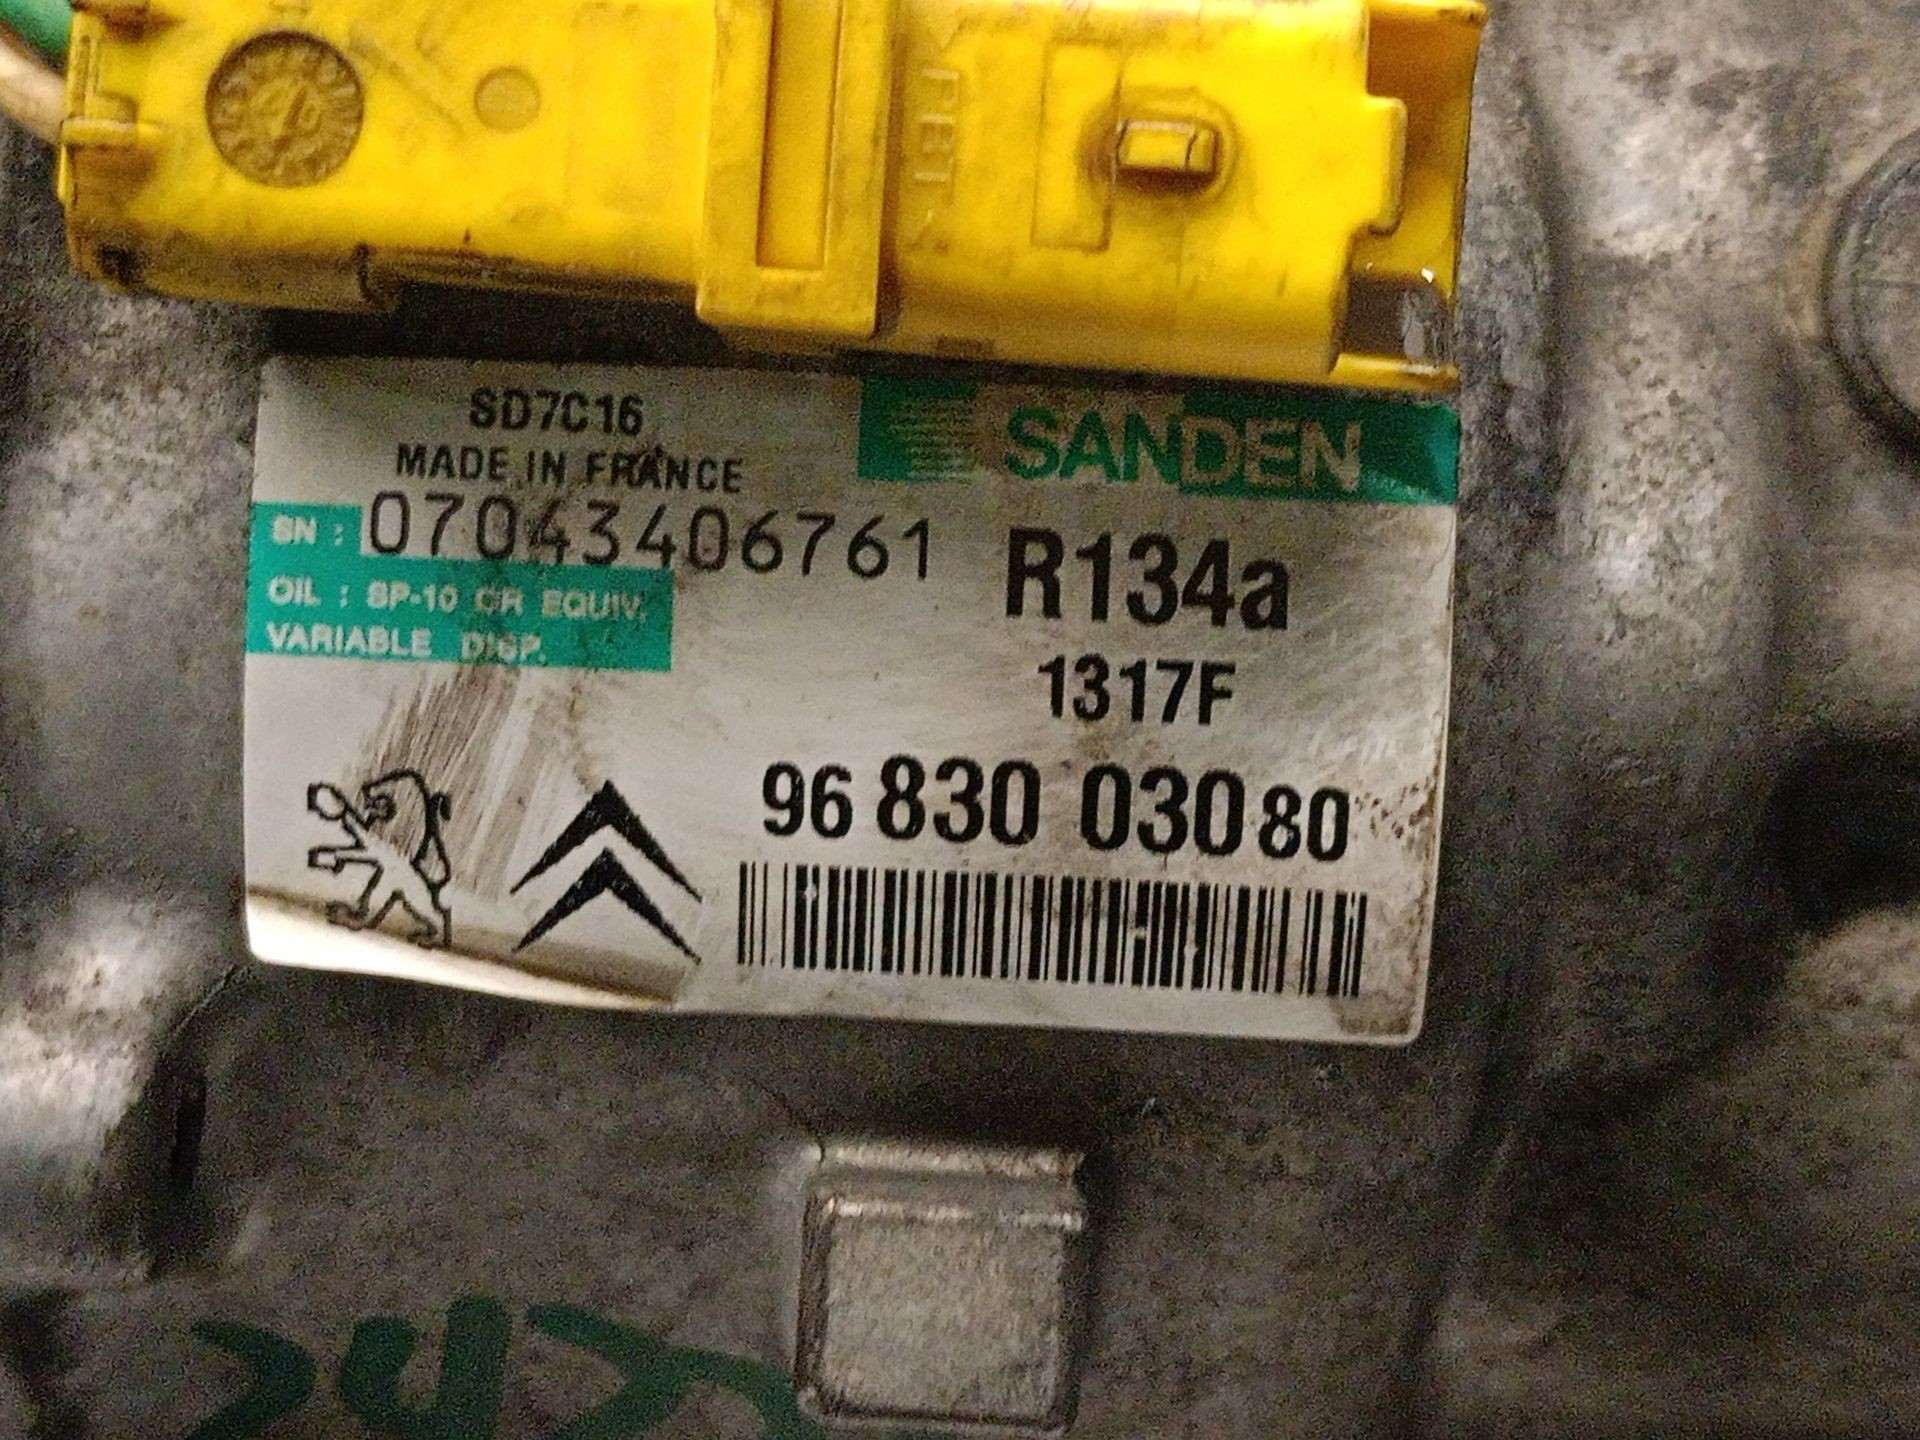 >PBT<
SD7C16
SANDEN
MADE IN FRANCE
SN : 07043406761
R134a
OIL : SP-10 OR EQUIV.
VARIABLE DISP.
1317F
96 830 030 80